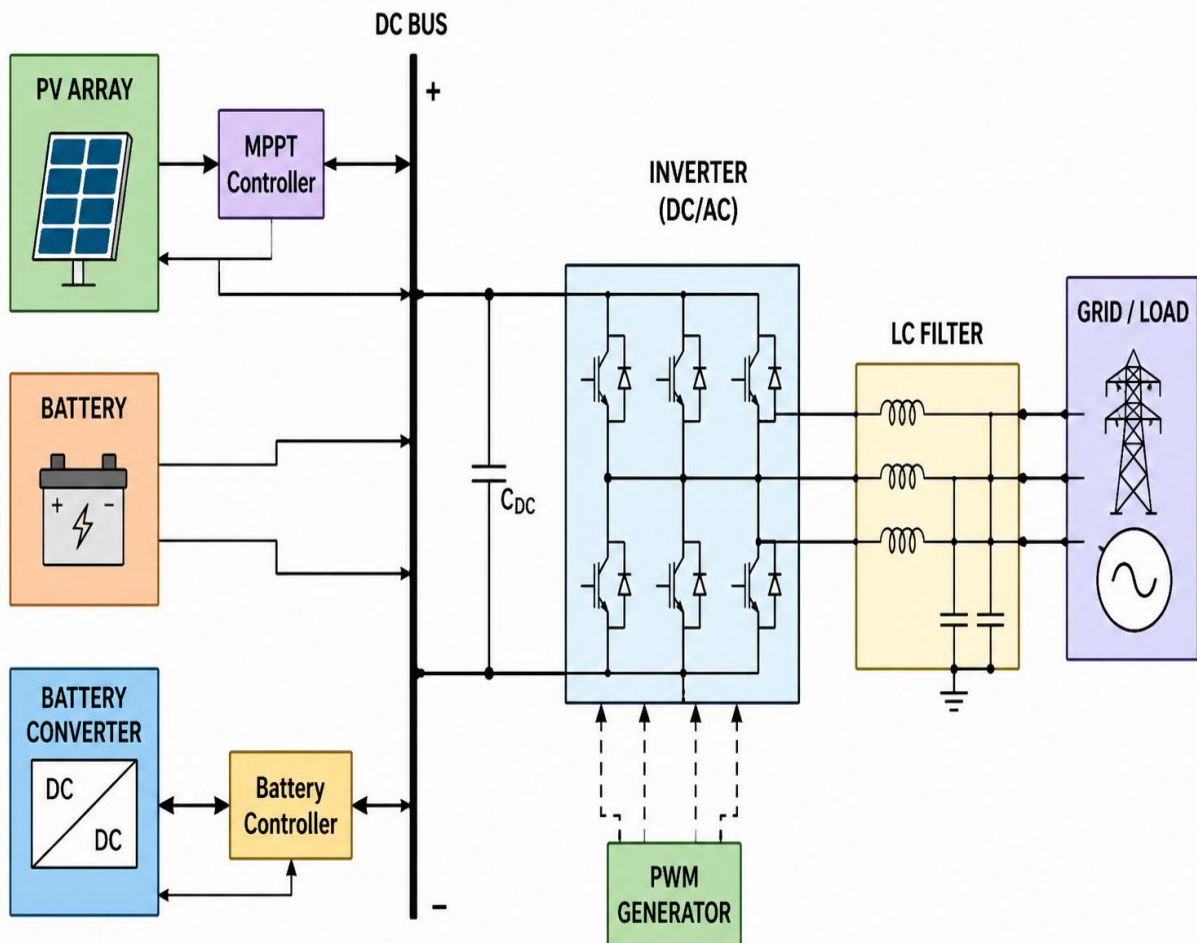 DC BUS
+
PV ARRAY
MPPT
Controller
INVERTER
(DC/AC)
LC FILTER
GRID / LOAD
BATTERY
+ −
C_DC
BATTERY
CONVERTER
DC
DC
Battery
Controller
−
PWM
GENERATOR